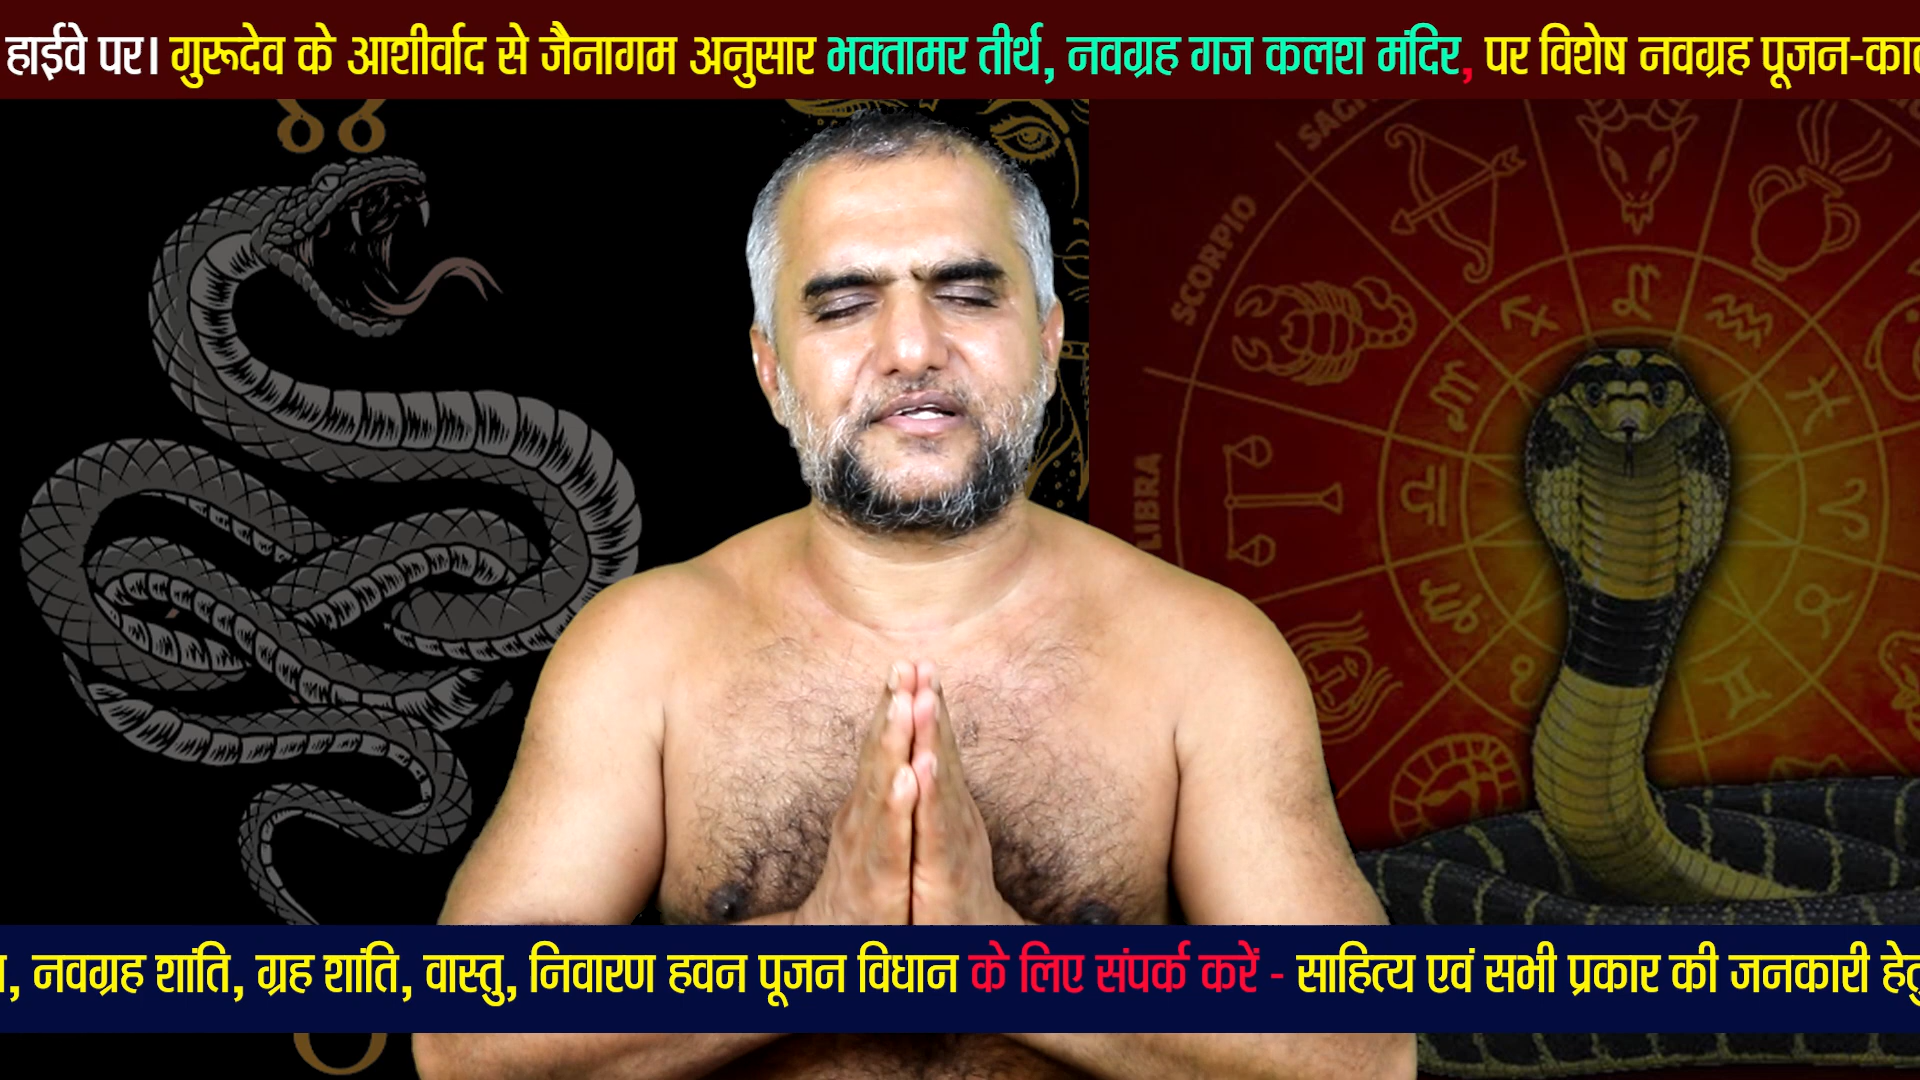 हाईवे पर। गुरूदेव के आशीर्वाद से जैनागम अनुसार भक्तामर तीर्थ, नवग्रह गज कलश मंदिर, पर विशेष नवग्रह पूजन-
SCORPIO
LIBRA
नवग्रह शांति, ग्रह शांति, वास्तु, निवारण हवन पूजन विधान के लिए संपर्क करें - साहित्य एवं सभी प्रकार की जनकारी हेतु